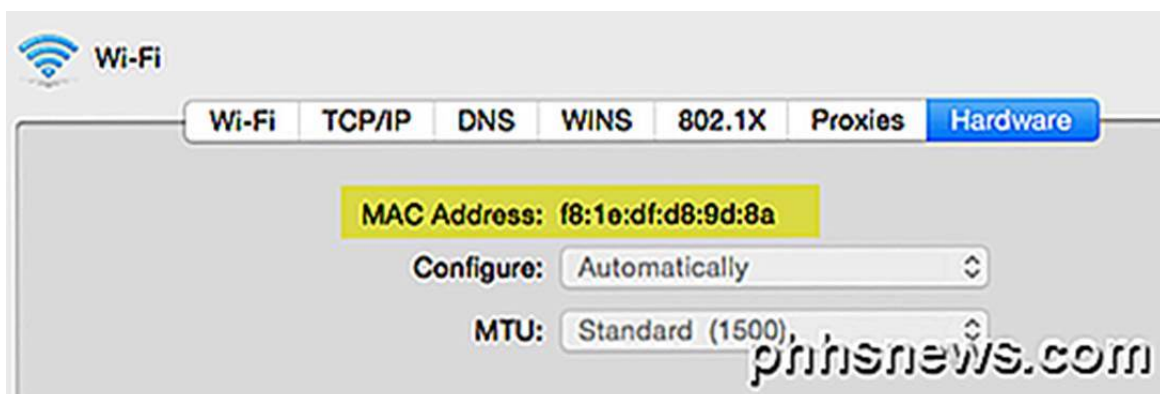 Wi-Fi
Wi-Fi TCP/IP DNS WINS 802.1X Proxies Hardware
MAC Address: f8:1e:df:d8:9d:8a
Configure: Automatically
MTU: Standard (1500)
phhsnews.com